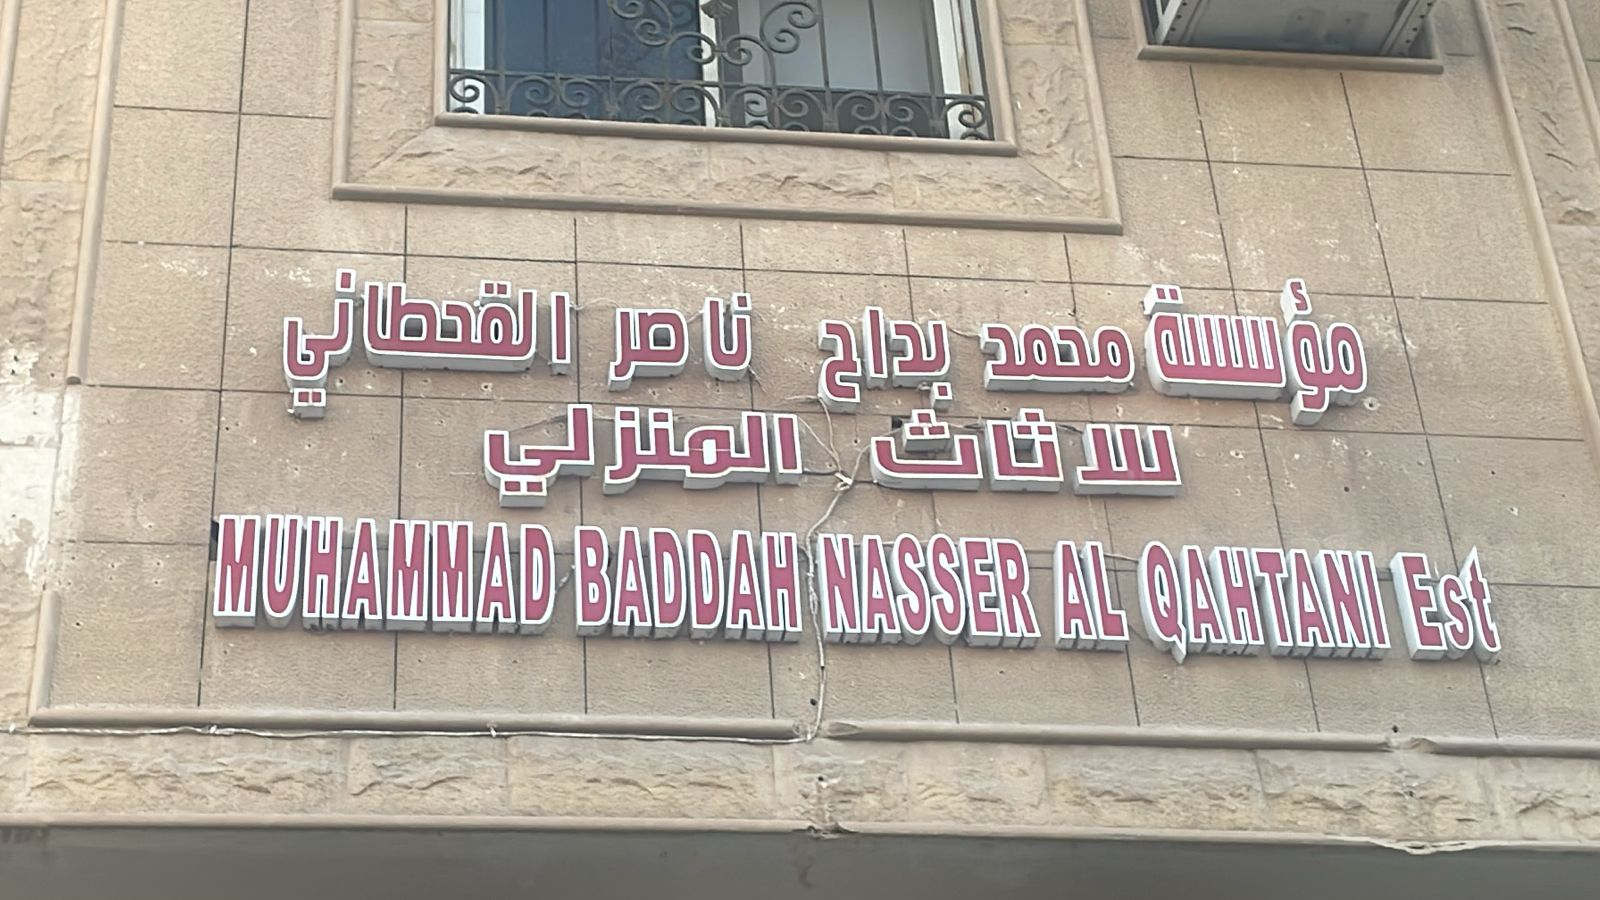 مؤسسة محمد بداح ناصر القحطاني
للاثاث المنزلي
MUHAMMAD BADDAH NASSER AL QAHTANI Est